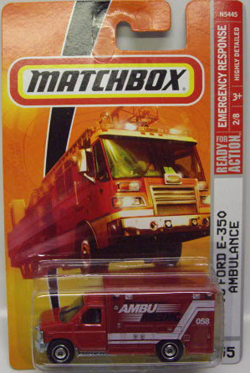 N5445
MATCHBOX
EMERGENCY RESPONSE
HIGHLY DETAILED
READY FOR ACTION
2/8 3+
FORD E-350
AMBULANCE
AMBU
058